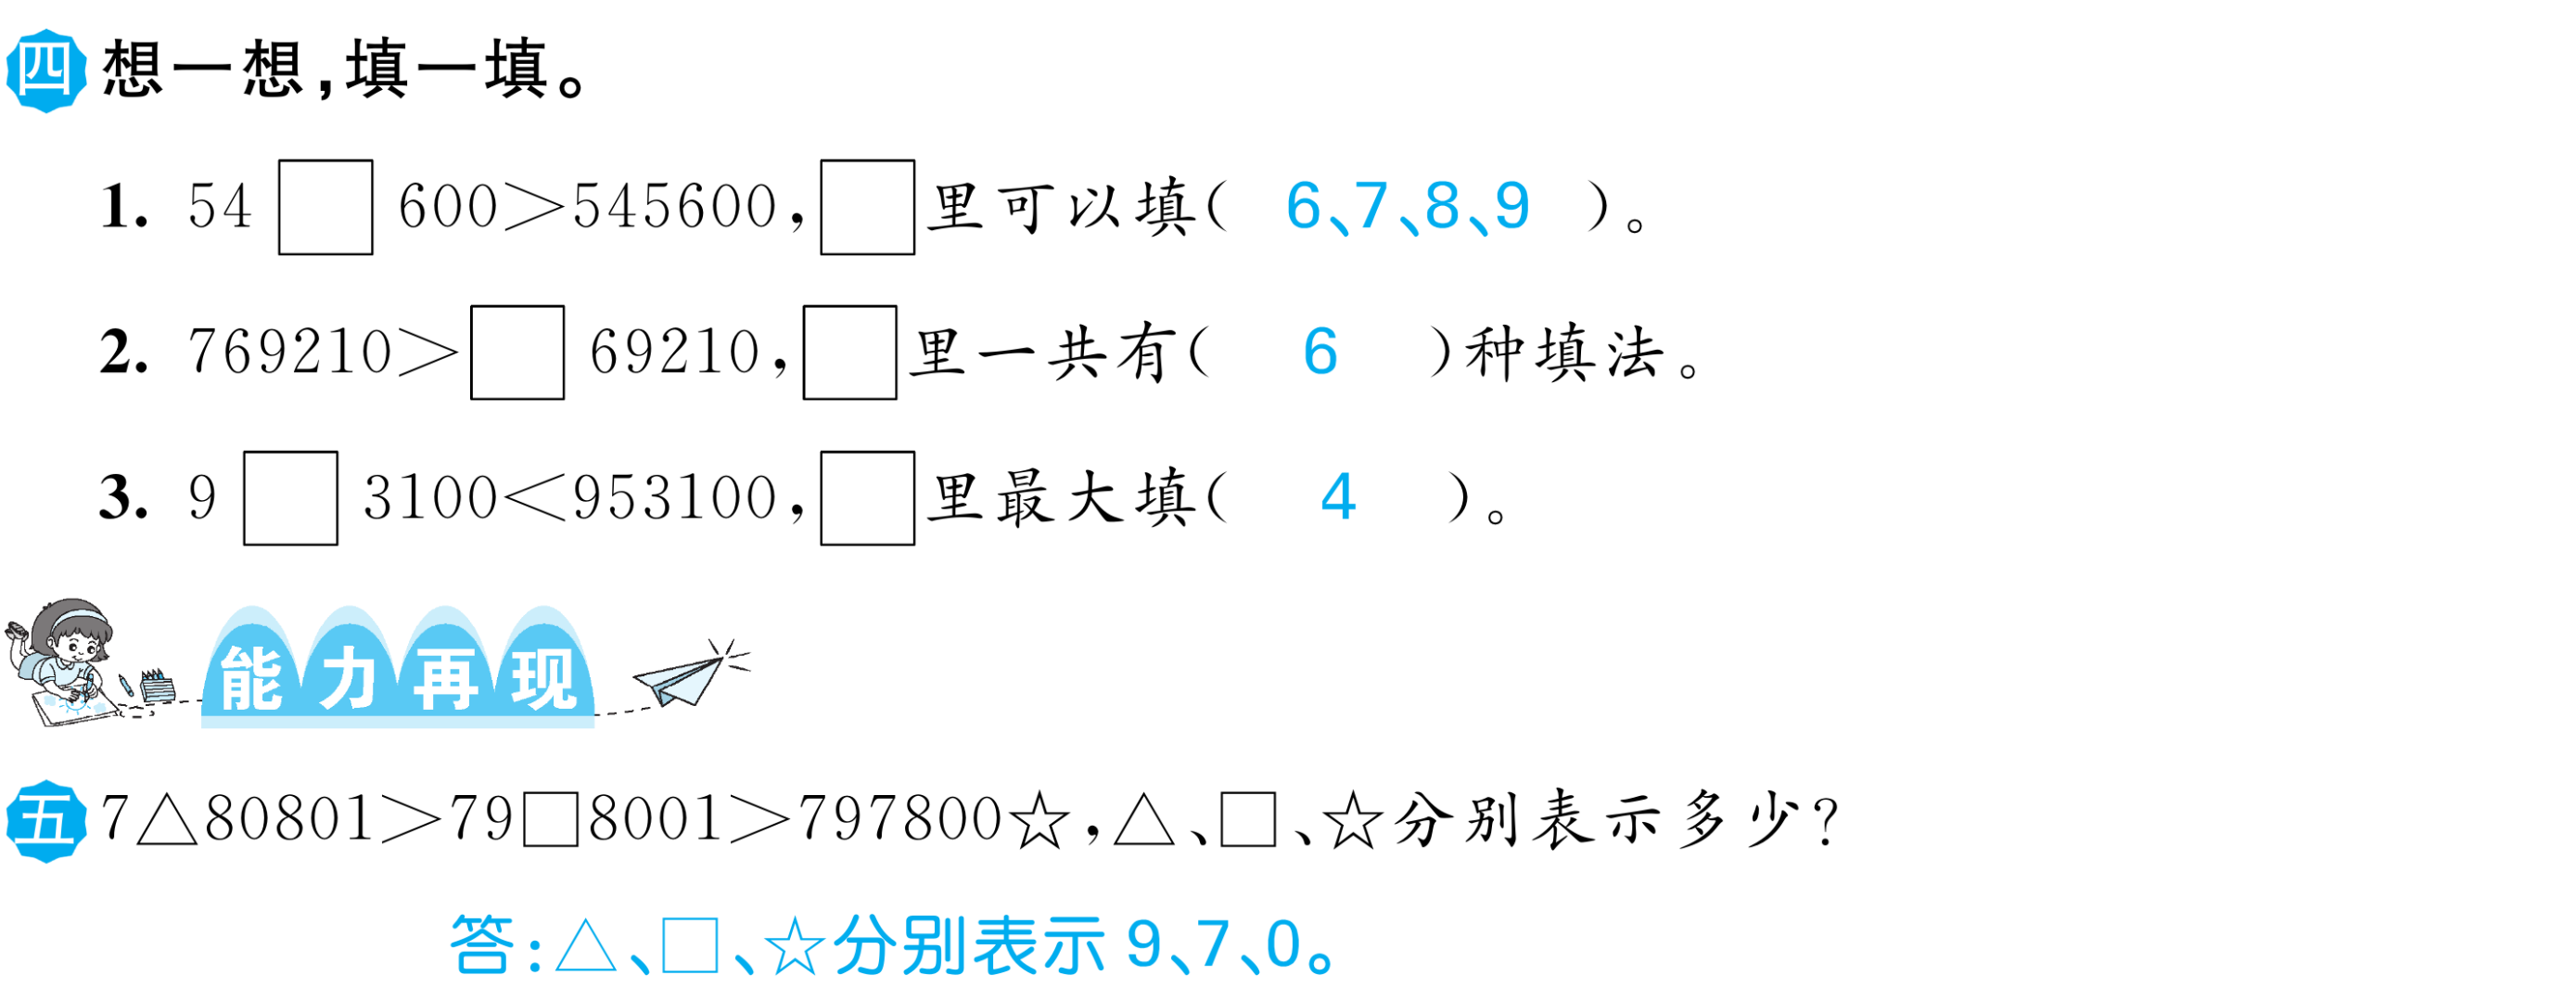 四 想一想,填一填。
1. 54□600>545600,□里可以填( 6、7、8、9 )。
2. 769210>□69210,□里一共有( 6 )种填法。
3. 9□3100<953100,□里最大填( 4 )。
能力再现
五 7△80801>79□8001>797800☆,△、□、☆分别表示多少?
答:△、□、☆分别表示 9、7、0。